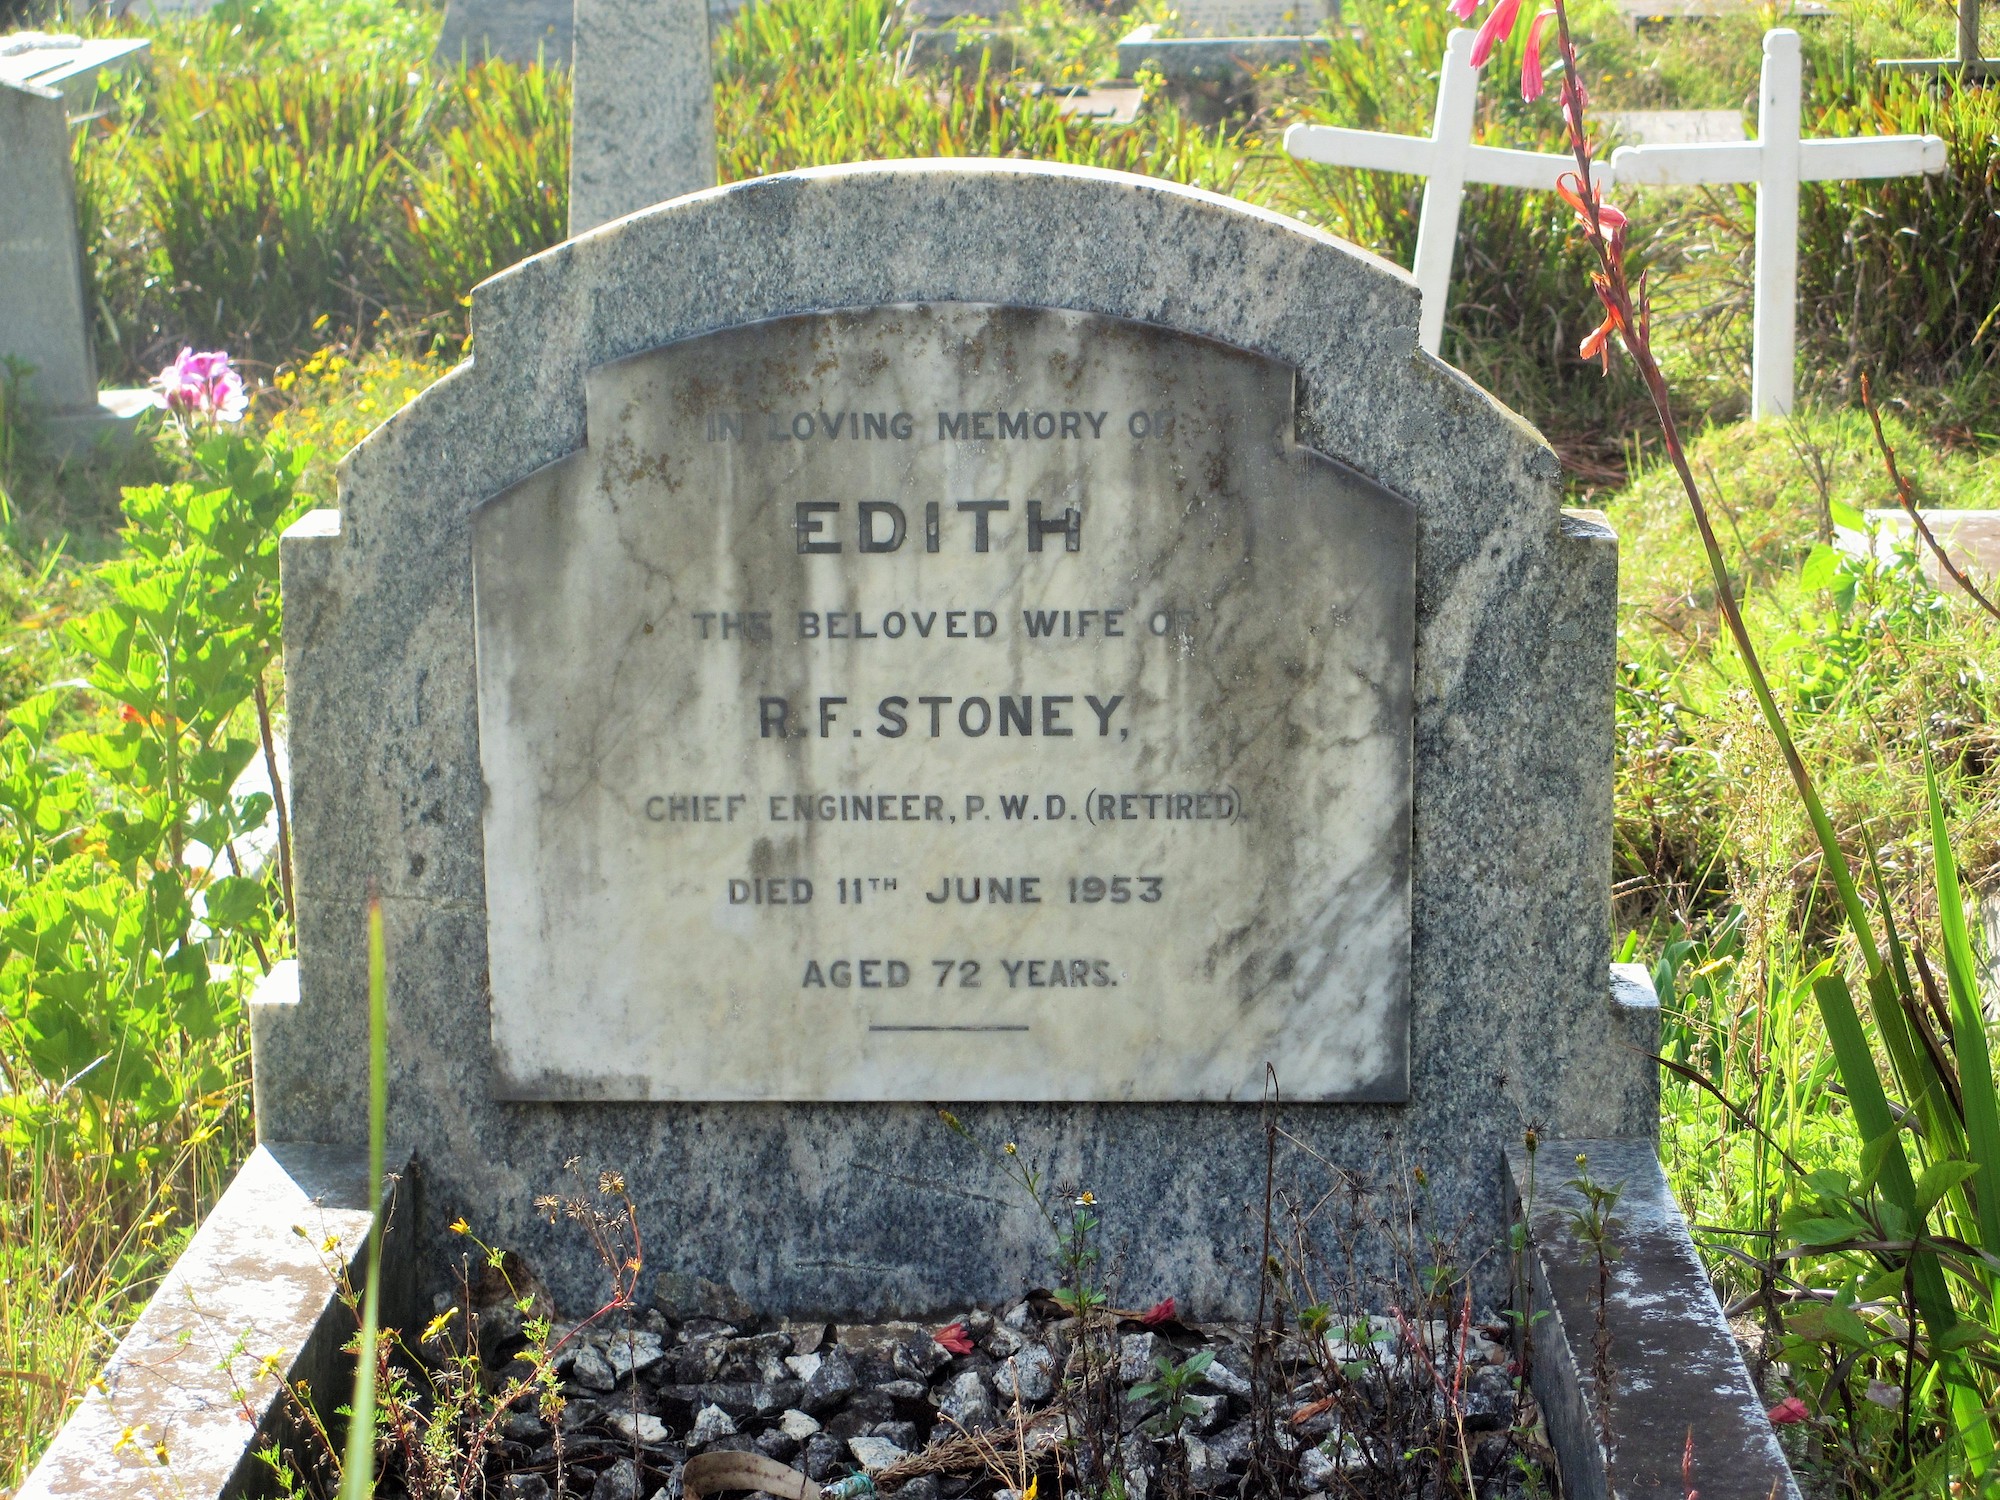 IN LOVING MEMORY OF
EDITH
THE BELOVED WIFE OF
R.F. STONEY,
CHIEF ENGINEER, P.W.D. (RETIRED).
DIED 11TH JUNE 1953
AGED 72 YEARS.